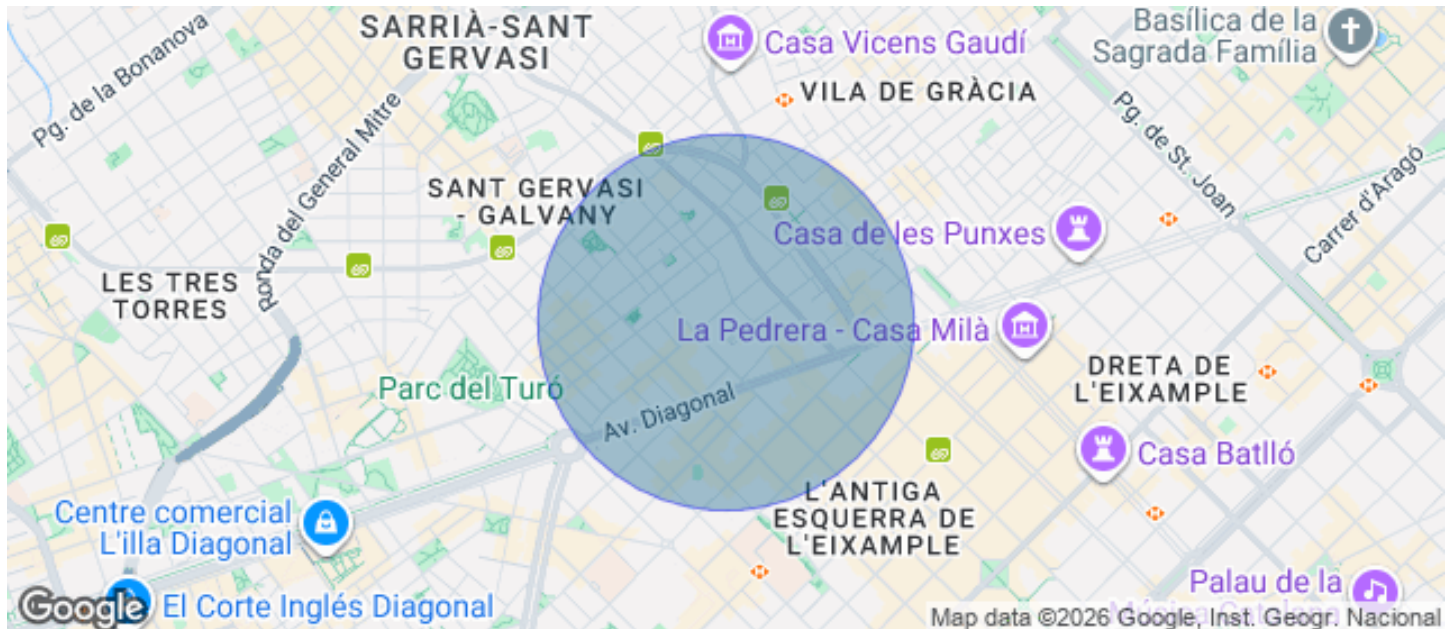 SARRIÀ-SANT
GERVASI
Casa Vicens Gaudí
Basílica de la
Sagrada Família
Pg. de la Bonanova
VILA DE GRÀCIA
Ronda del General Mitre
Pg. de St. Joan
Carrer d'Aragó
SANT GERVASI
- GALVANY
Casa de les Punxes
LES TRES
TORRES
La Pedrera - Casa Milà
DRETA DE
L'EIXAMPLE
Parc del Turó
Av. Diagonal
Casa Batlló
L'ANTIGA
ESQUERRA DE
L'EIXAMPLE
Centre comercial
L'illa Diagonal
Palau de la
Música Catalana
El Corte Inglés Diagonal
Google
Map data ©2026 Google, Inst. Geogr. Nacional